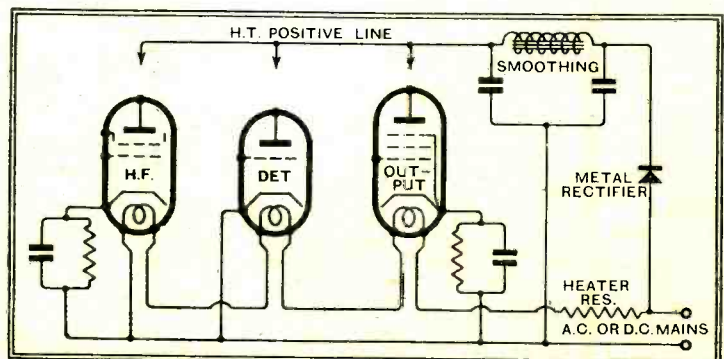 H.T. POSITIVE LINE
SMOOTHING
H.F.
DET
OUT-
PUT
METAL
RECTIFIER
HEATER
RES.
A.C. OR D.C. MAINS